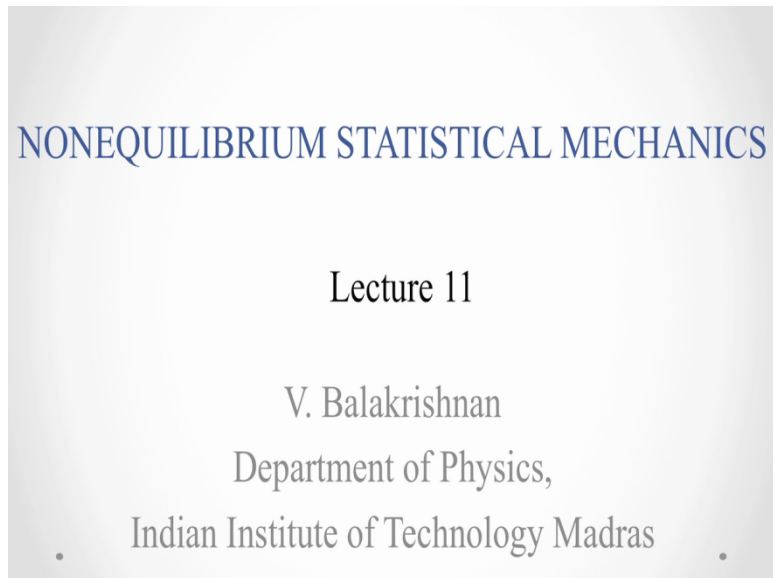 NONEQUILIBRIUM STATISTICAL MECHANICS
Lecture 11
V. Balakrishnan
Department of Physics,
Indian Institute of Technology Madras